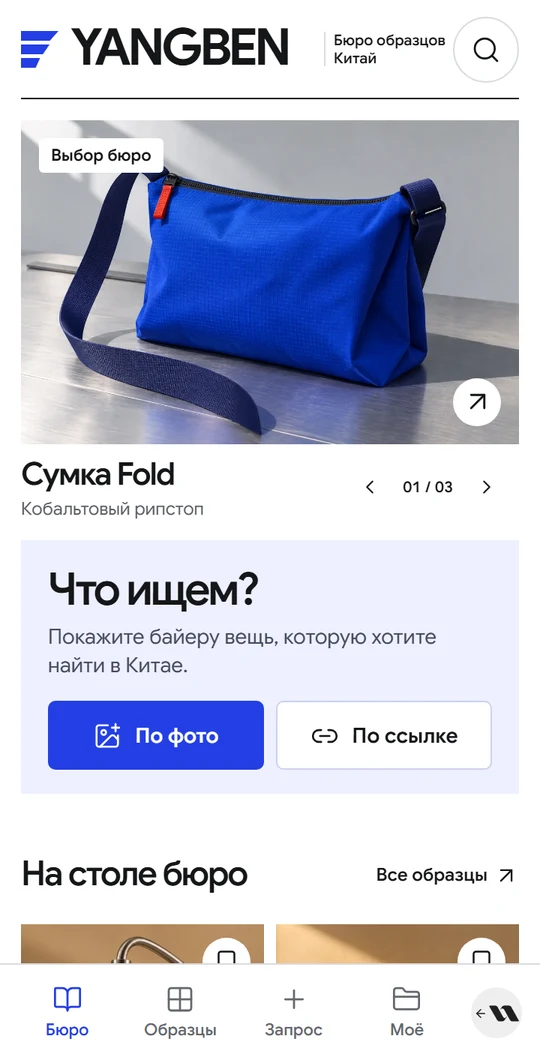 YANGBEN
Бюро образцов
Китай
Выбор бюро
Сумка Fold
Кобальтовый рипстоп
01 / 03
Что ищем?
Покажите байеру вещь, которую хотите
найти в Китае.
По фото
По ссылке
На столе бюро
Все образцы
Бюро
Образцы
Запрос
Моё